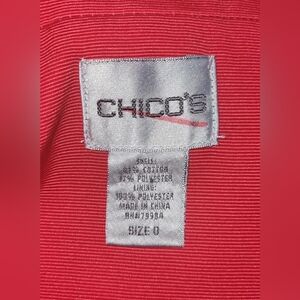 CHICO'S
SHELL:
COTTON
POLYESTER
LINING:
100% POLYESTER
MADE IN CHINA
SIZE 0